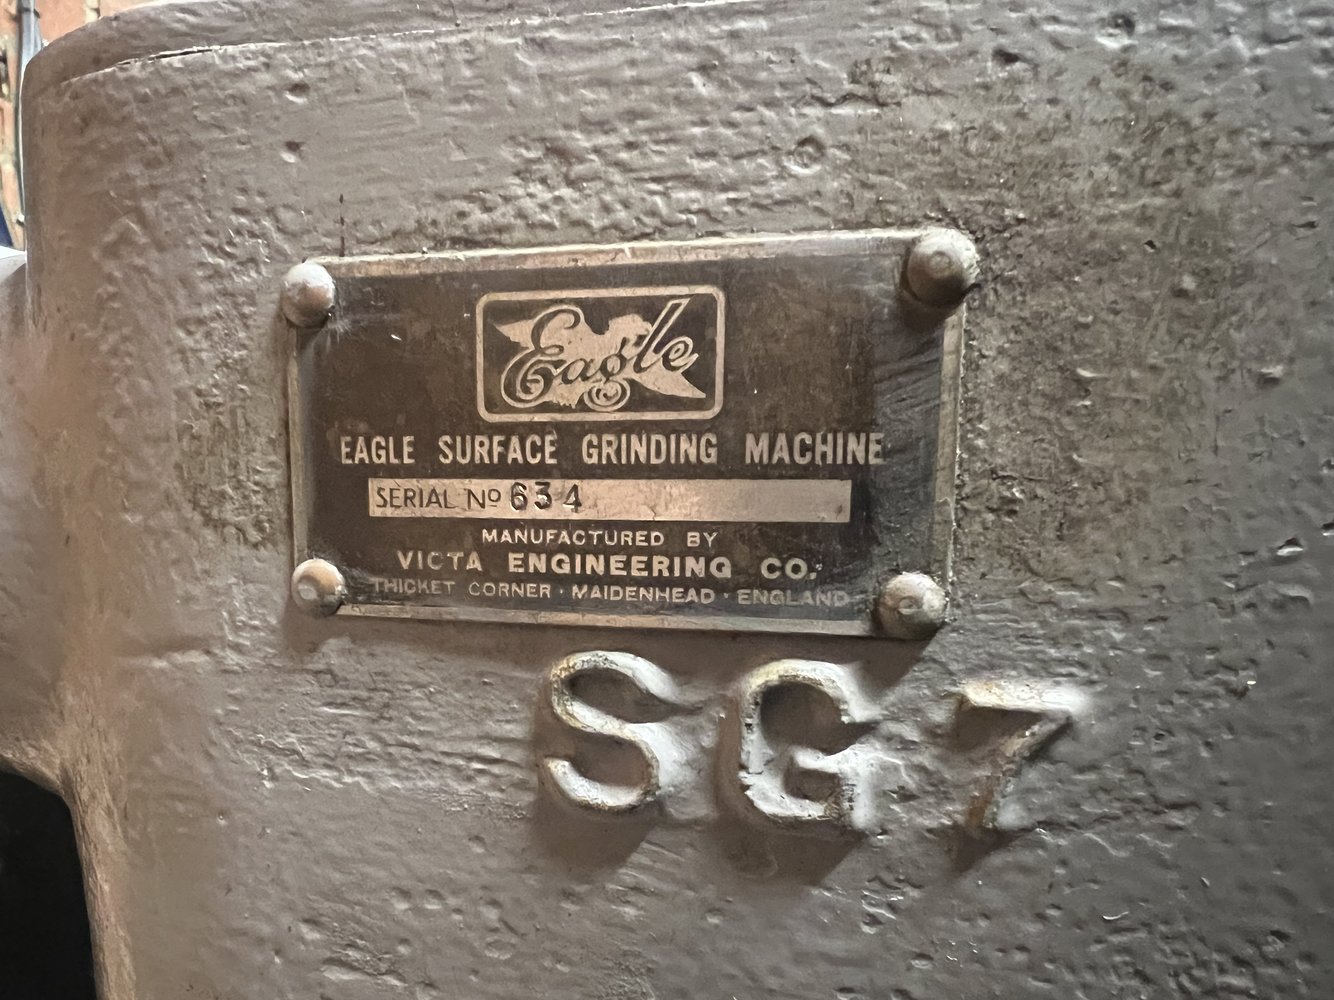 Eagle
EAGLE SURFACE GRINDING MACHINE
SERIAL No 634
MANUFACTURED BY
VICTA ENGINEERING CO.
THICKET CORNER · MAIDENHEAD · ENGLAND
SG7